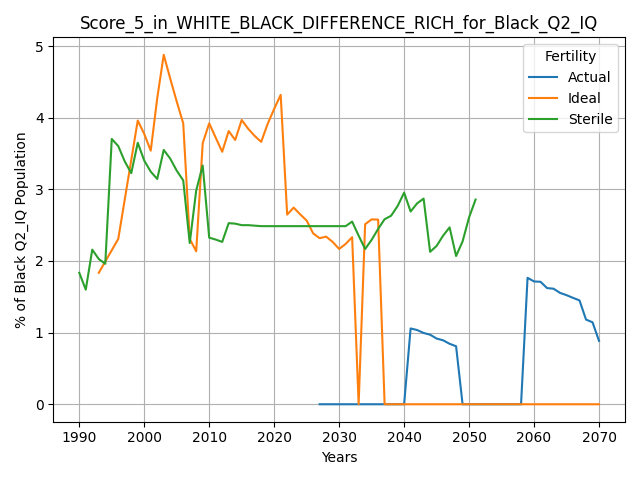 Score_5_in_WHITE_BLACK_DIFFERENCE_RICH_for_Black_Q2_IQ
Fertility
Actual
Ideal
Sterile
% of Black Q2_IQ Population
5
4
3
2
1
0
1990 2000 2010 2020 2030 2040 2050 2060 2070
Years